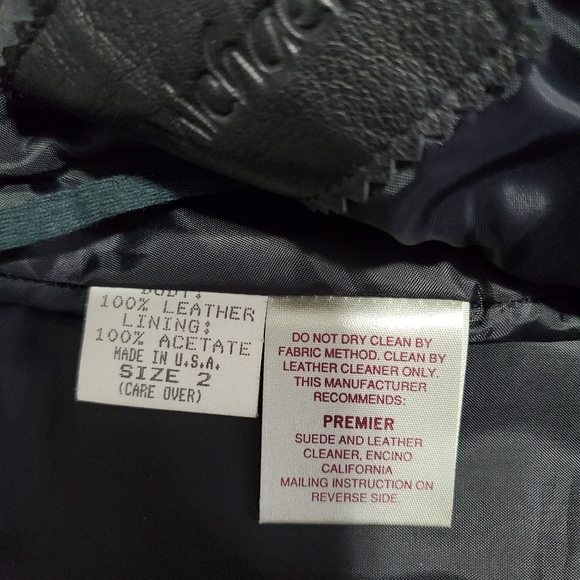 BODY:
100% LEATHER
LINING:
100% ACETATE
MADE IN U.S.A.
SIZE 2
(CARE OVER)
DO NOT DRY CLEAN BY
FABRIC METHOD. CLEAN BY
LEATHER CLEANER ONLY.
THIS MANUFACTURER
RECOMMENDS:
PREMIER
SUEDE AND LEATHER
CLEANER, ENCINO
CALIFORNIA
MAILING INSTRUCTION ON
REVERSE SIDE.